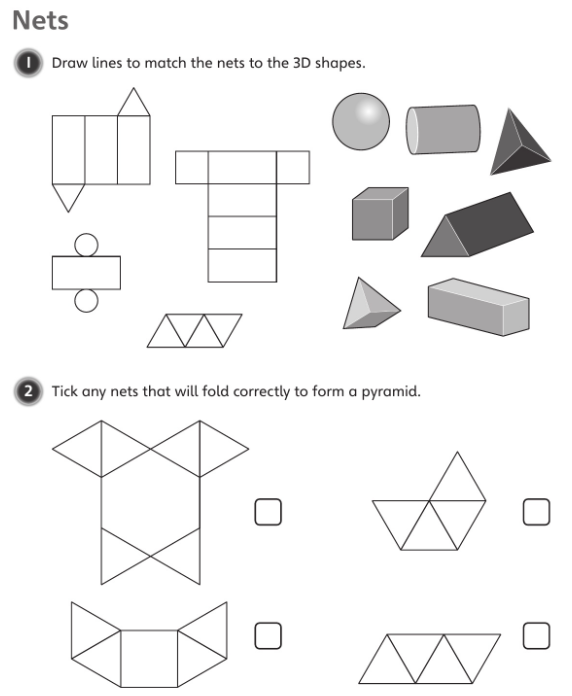 Nets
1 Draw lines to match the nets to the 3D shapes.
2 Tick any nets that will fold correctly to form a pyramid.